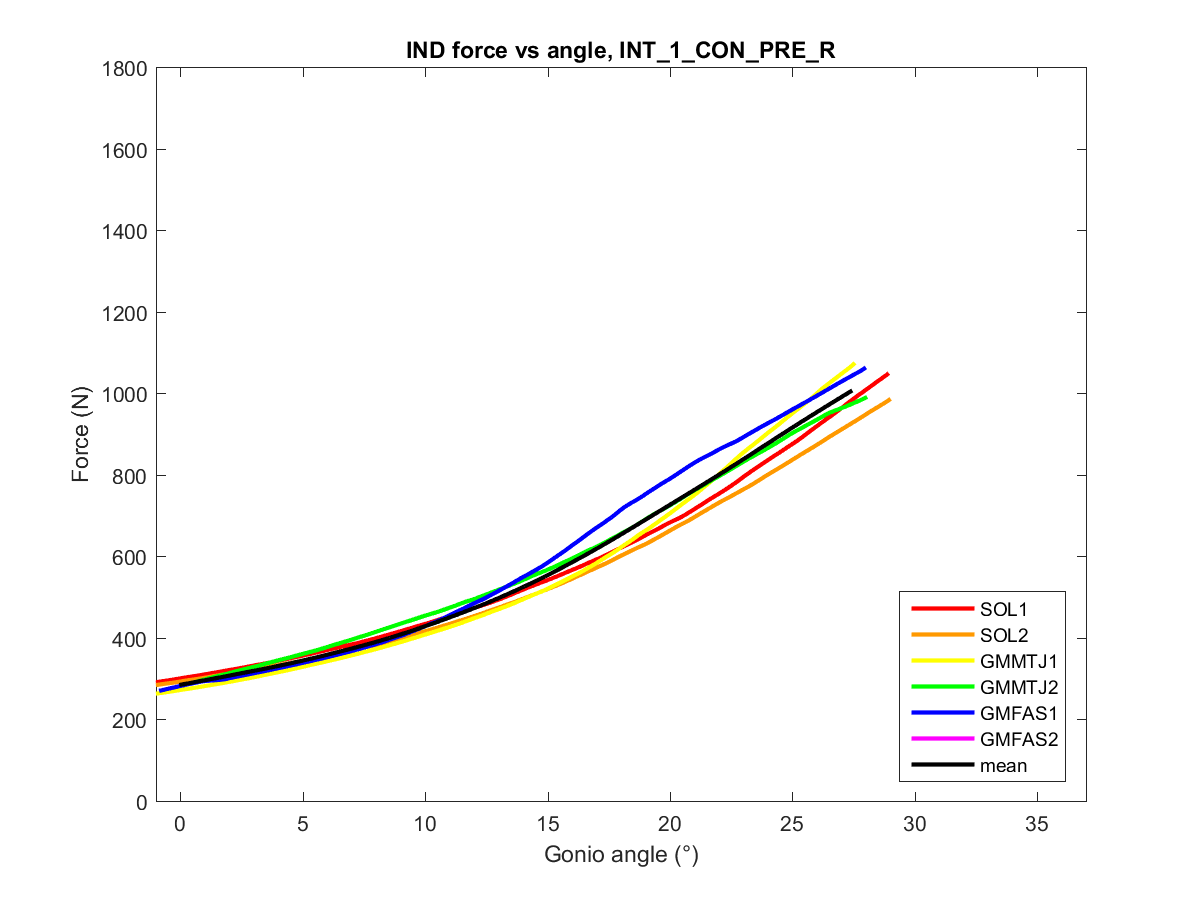 IND force vs angle, INT_1_CON_PRE_R
1800
1600
1400
1200
1000
800
600
400
200
0
Force (N)
0 5 10 15 20 25 30 35
Gonio angle (°)
SOL1
SOL2
GMMTJ1
GMMTJ2
GMFAS1
GMFAS2
mean